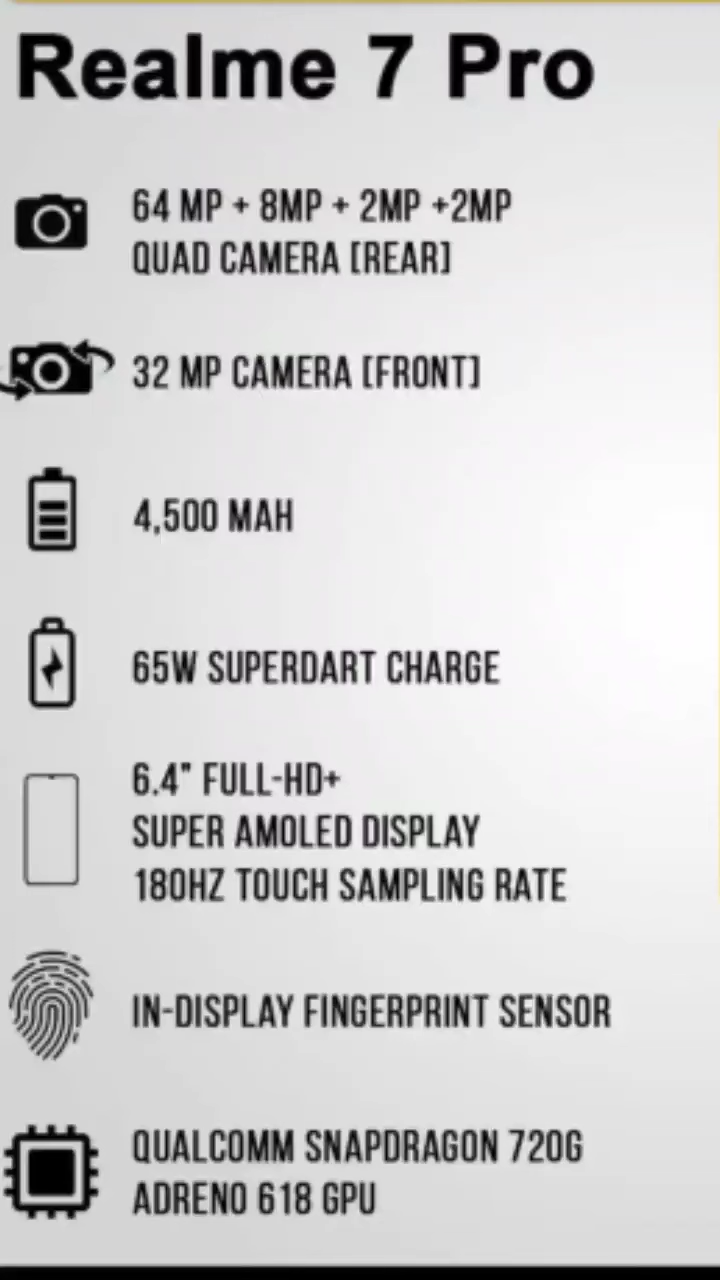 Realme 7 Pro
64 MP + 8MP + 2MP +2MP
QUAD CAMERA [REAR]
32 MP CAMERA [FRONT]
4,500 MAH
65W SUPERDART CHARGE
6.4" FULL-HD+
SUPER AMOLED DISPLAY
180HZ TOUCH SAMPLING RATE
IN-DISPLAY FINGERPRINT SENSOR
QUALCOMM SNAPDRAGON 720G
ADRENO 618 GPU